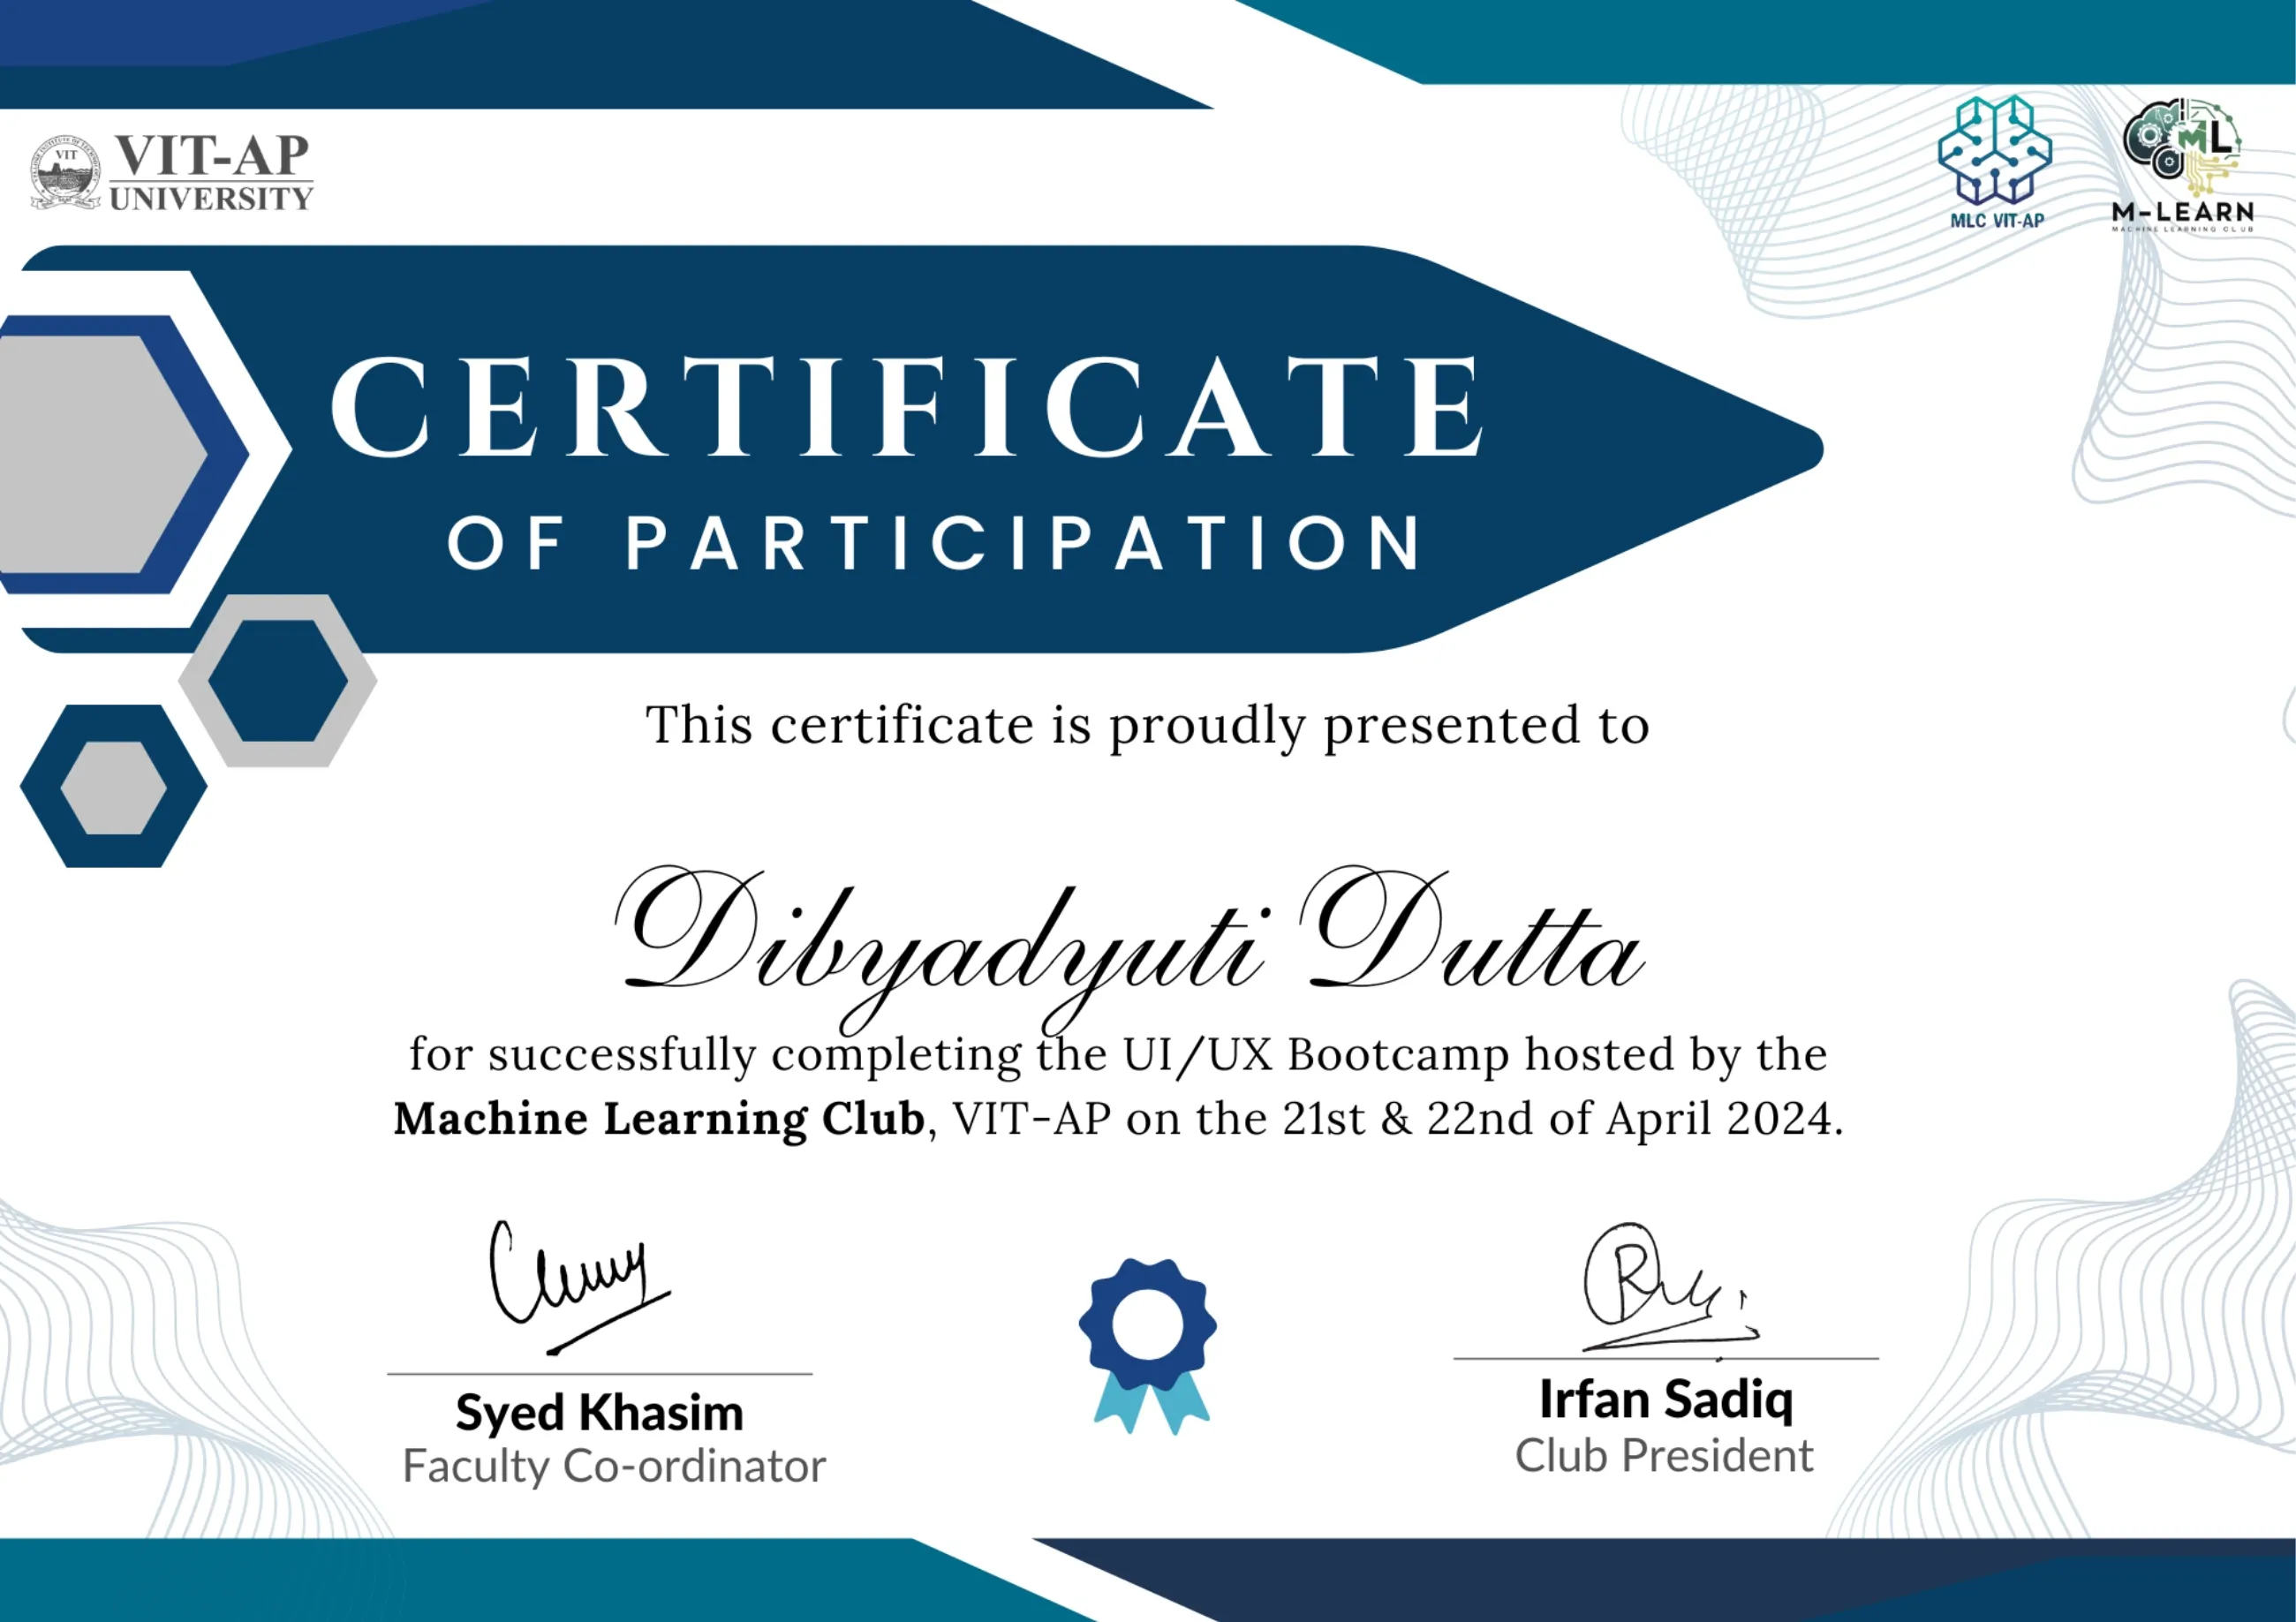 VIT
VIT-AP
UNIVERSITY
MLC VIT-AP
ML
M-LEARN
MACHINE LEARNING CLUB
CERTIFICATE
OF PARTICIPATION
This certificate is proudly presented to
Dibyadyuti Dutta
for successfully completing the UI/UX Bootcamp hosted by the
Machine Learning Club, VIT-AP on the 21st & 22nd of April 2024.
Syed Khasim
Faculty Co-ordinator
Irfan Sadiq
Club President